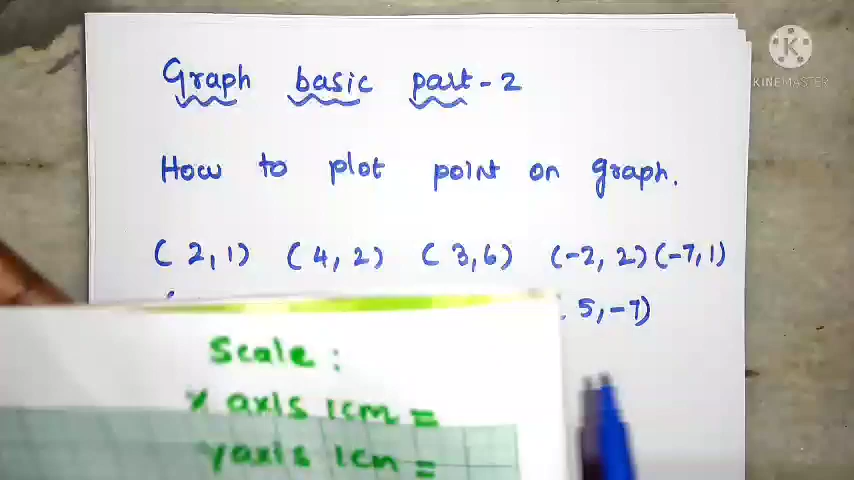 Graph basic part-2
How to plot point on graph.
(2,1) (4,2) (3,6) (-2,2)(-7,1)
5,-7)
Scale:
X axis 1cm =
Y axis 1cm =
KINEMASTER